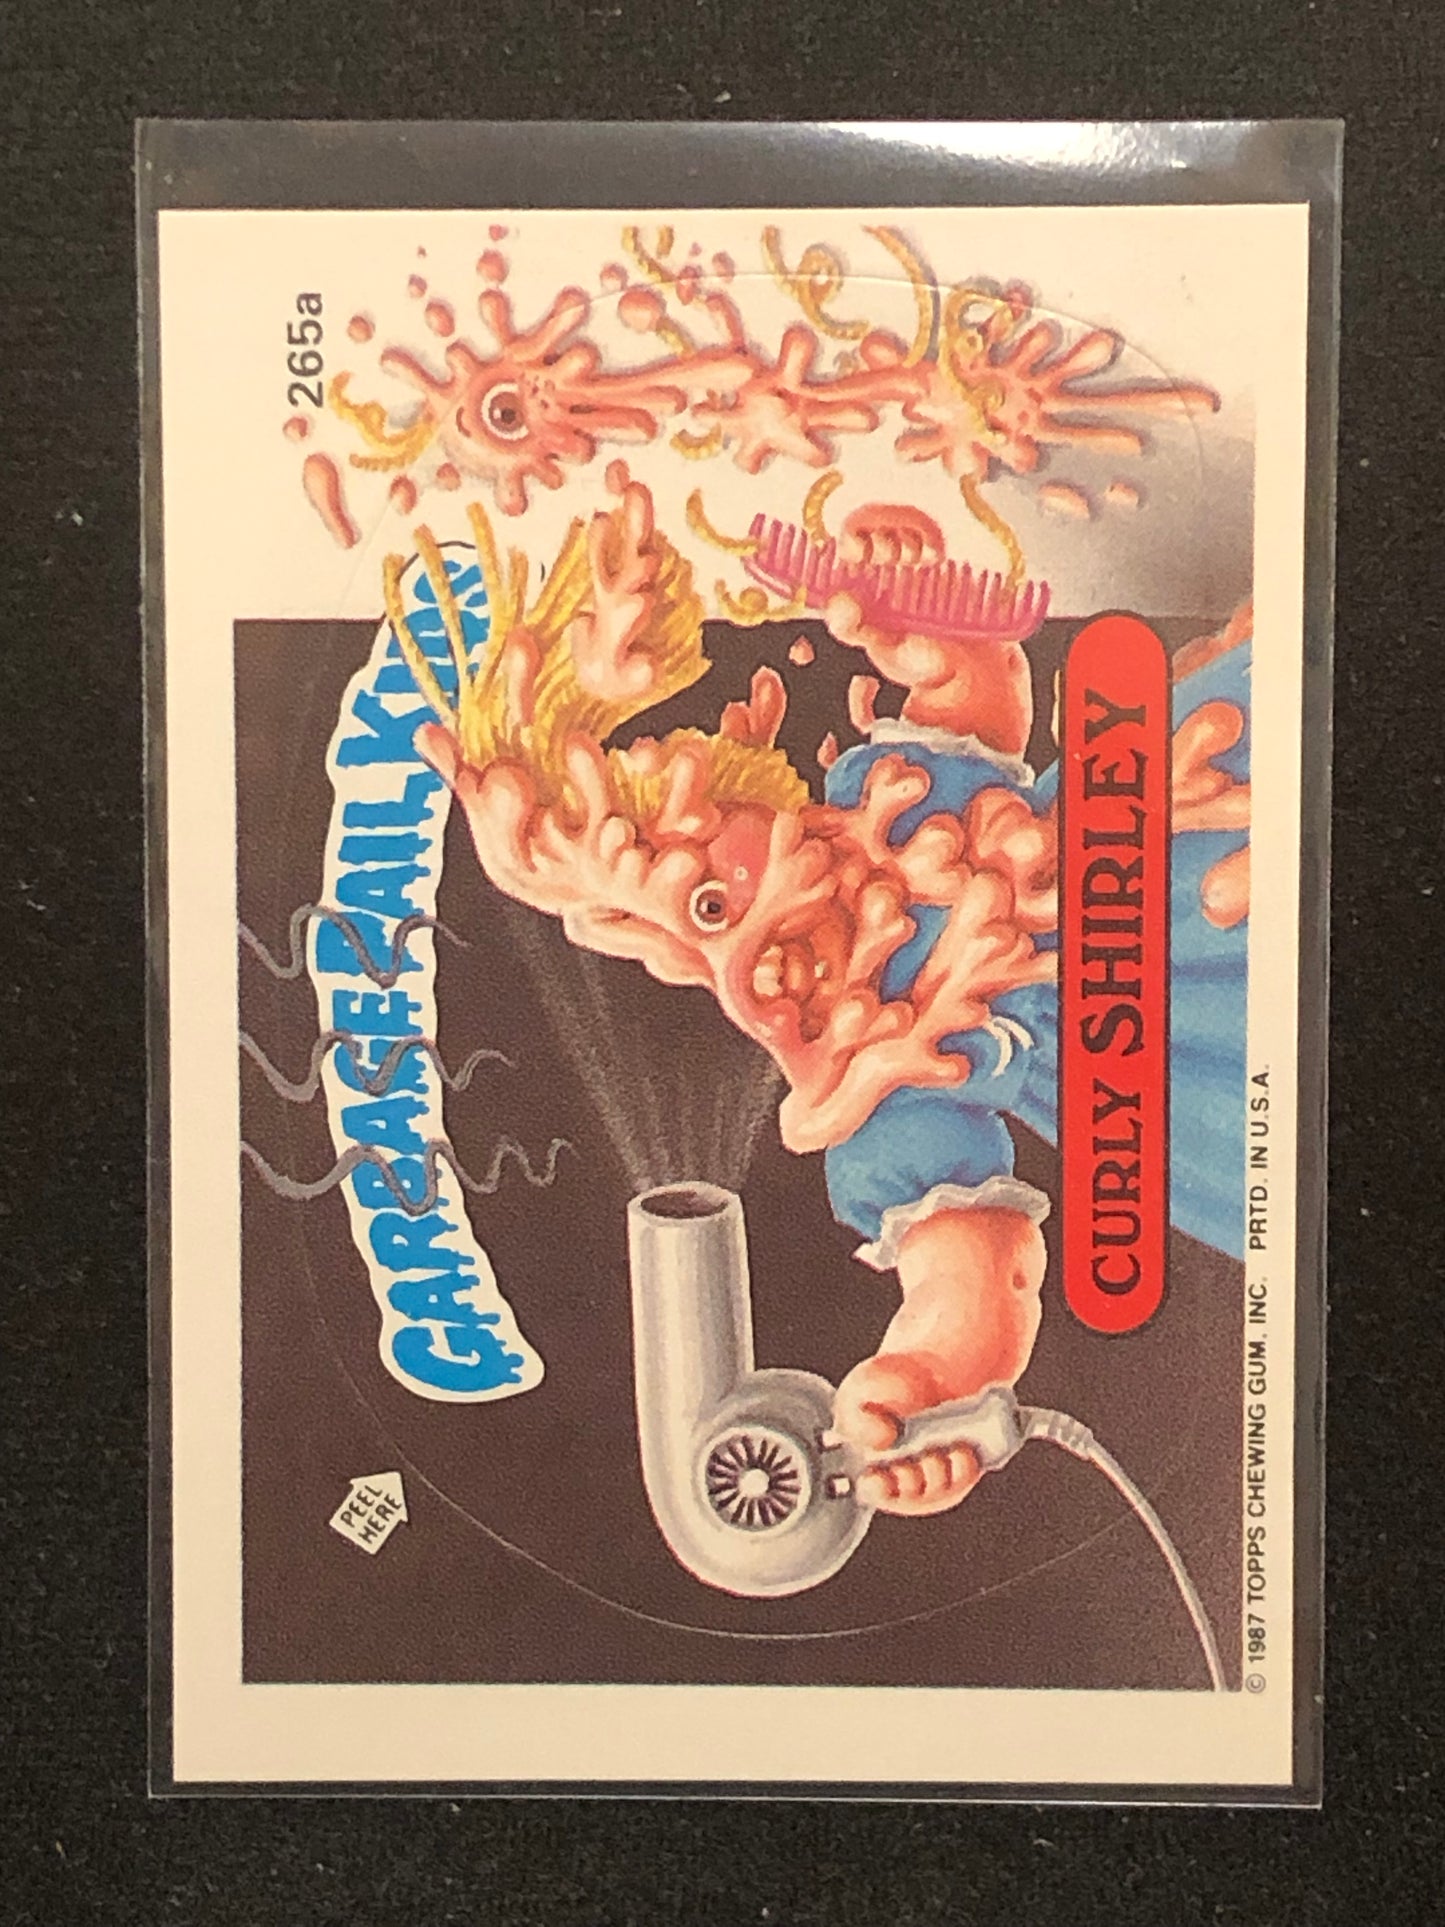 265a
GARBAGE PAIL KIDS
PEEL
HERE
CURLY SHIRLEY
© 1987 TOPPS CHEWING GUM, INC. PRTD. IN U.S.A.